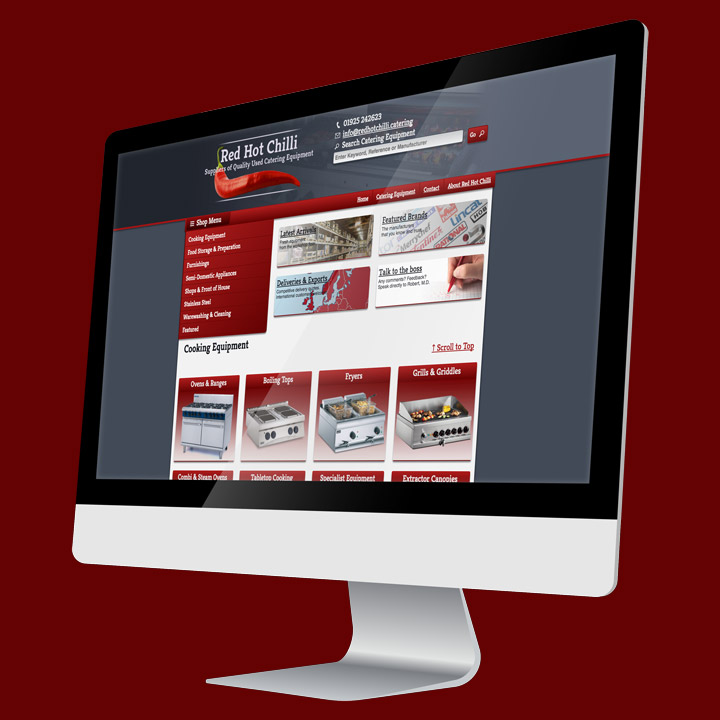 Red Hot Chilli
Suppliers of Quality Used Catering Equipment
01925 242623
info@redhotchilli.catering
Search Catering Equipment
Enter Keyword, Reference or Manufacturer
Go
Home Catering Equipment Contact About Red Hot Chilli
Shop Menu
Cooking Equipment
Food Storage & Preparation
Furnishings
Semi-Domestic Appliances
Shops & Front of House
Stainless Steel
Warewashing & Cleaning
Featured
Latest Arrivals
Fresh equipment
from the
Featured Brands
The manufacturers
that you know and trust
Merrychef
Lincat
Deliveries & Exports
Competitive delivery quotes
International customers
Talk to the boss
Any comments? Feedback?
Speak directly to Robert, M.D.
Cooking Equipment
↑ Scroll to Top
Ovens & Ranges
Boiling Tops
Fryers
Grills & Griddles
Combi & Steam Ovens
Tabletop Cooking
Specialist Equipment
Extractor Canopies